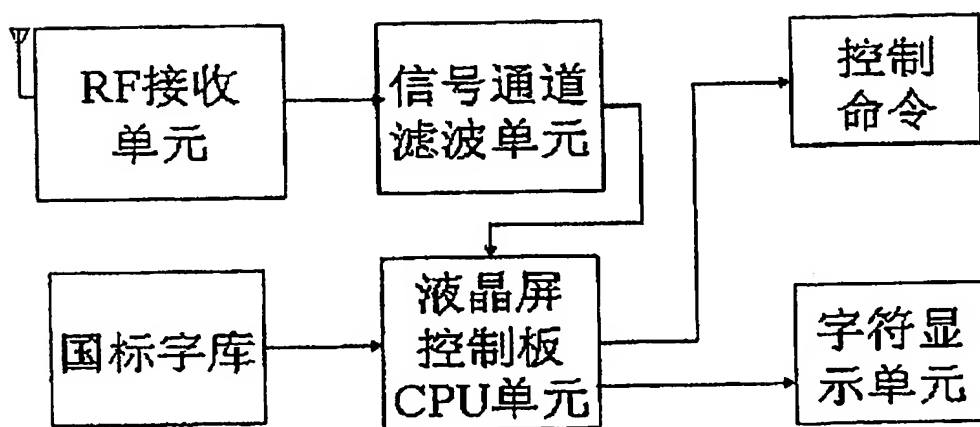 RF接收
单元
信号通道
滤波单元
控制
命令
国标字库
液晶屏
控制板
CPU单元
字符显
示单元